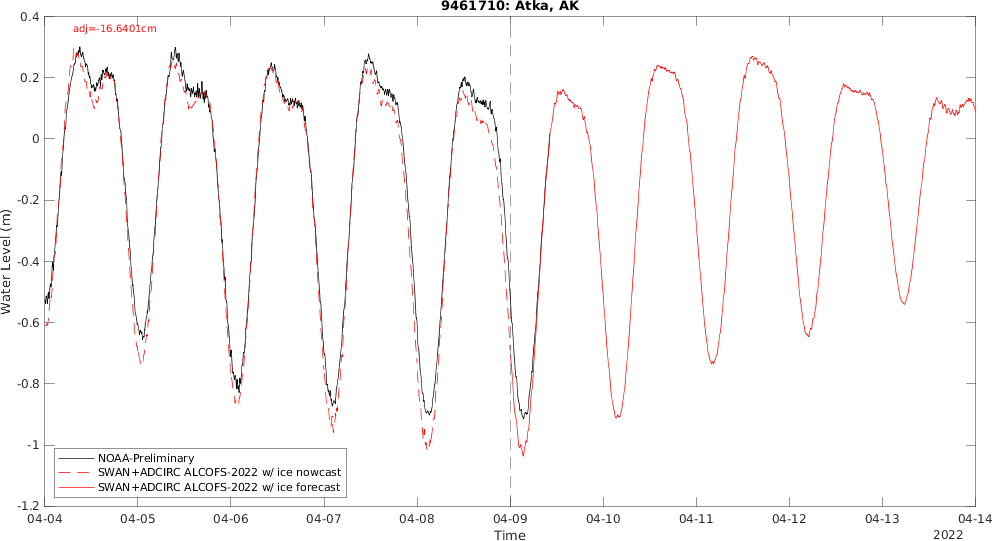 9461710: Atka, AK
adj=-16.6401cm
0.4
0.2
0
-0.2
-0.4
-0.6
-0.8
-1
-1.2
Water Level (m)
NOAA-Preliminary
SWAN+ADCIRC ALCOFS-2022 w/ ice nowcast
SWAN+ADCIRC ALCOFS-2022 w/ ice forecast
04-04 04-05 04-06 04-07 04-08 04-09 04-10 04-11 04-12 04-13 04-14
Time
2022